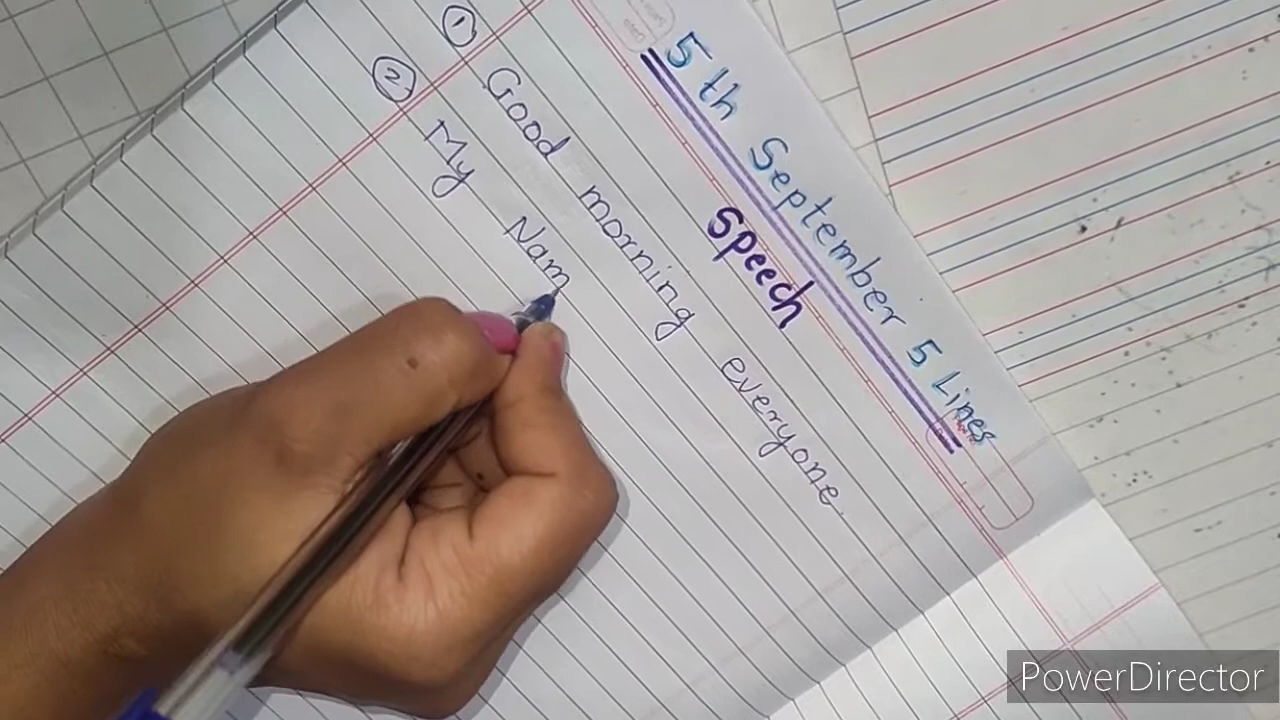 5th September 5 Lines
speech
① Good morning everyone.
② My Nam
PowerDirector